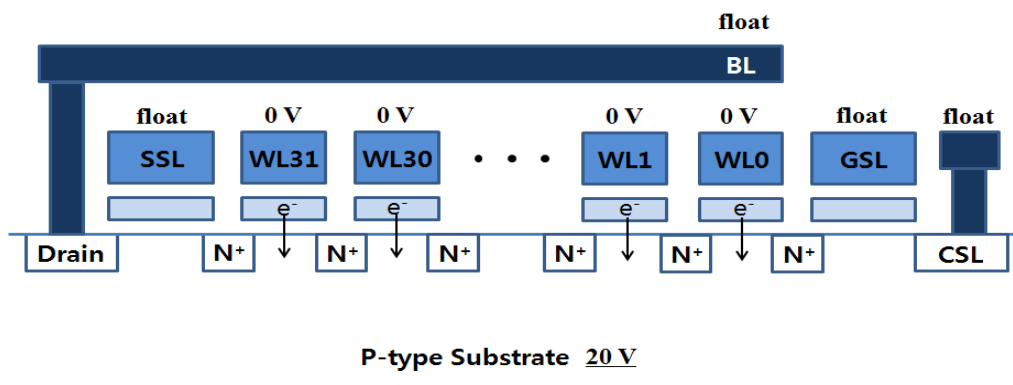 float
BL
float 0 V 0 V 0 V 0 V float float
SSL WL31 WL30 • • • WL1 WL0 GSL
e- e- e- e-
Drain N+ N+ N+ N+ N+ N+ CSL
P-type Substrate 20 V